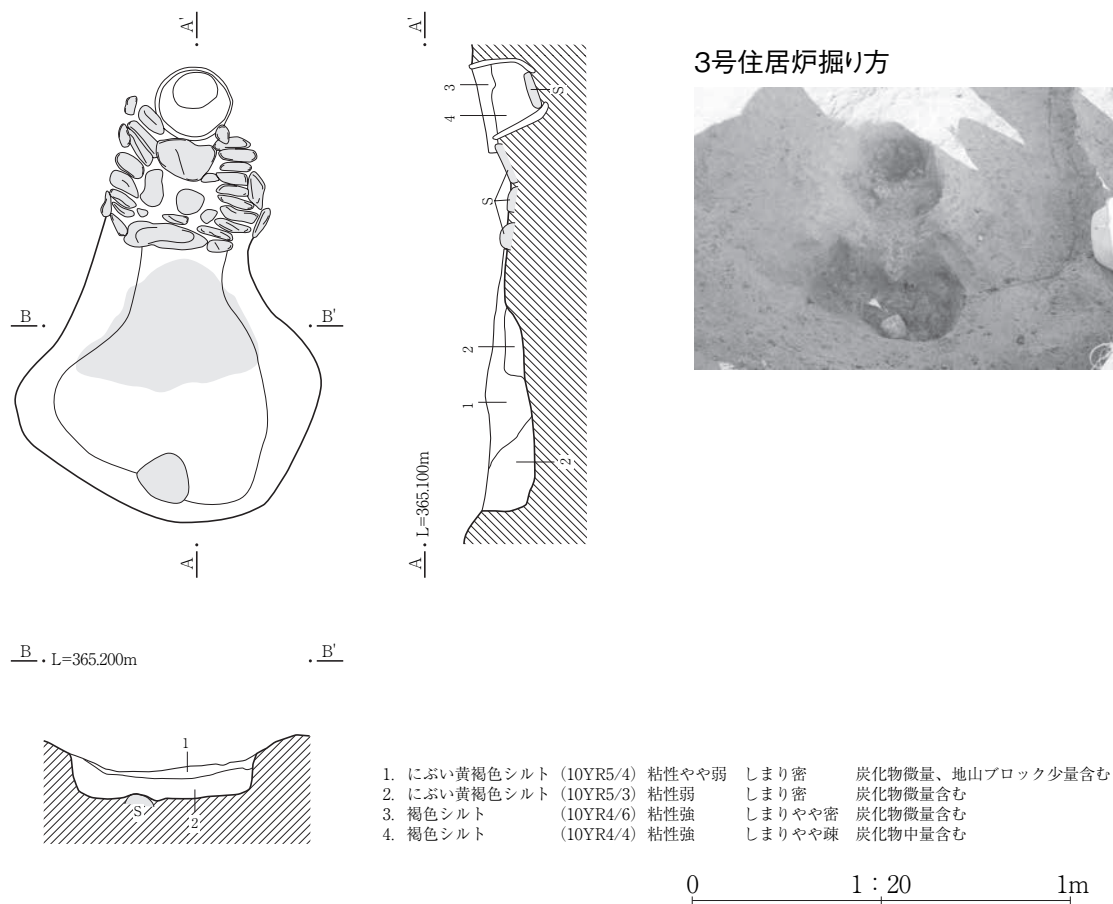 A'
A'
3号住居炉掘り方
3
4
S
S
B
B'
2
1
2
L=365.100m
A
A
B
L=365.200m
B'
1
S
2
1. にぶい黄褐色シルト (10YR5/4) 粘性やや弱 しまり密 炭化物微量、地山ブロック少量含む
2. にぶい黄褐色シルト (10YR5/3) 粘性弱 しまり密 炭化物微量含む
3. 褐色シルト (10YR4/6) 粘性強 しまりやや密 炭化物微量含む
4. 褐色シルト (10YR4/4) 粘性強 しまりやや疎 炭化物中量含む
0 1：20 1m